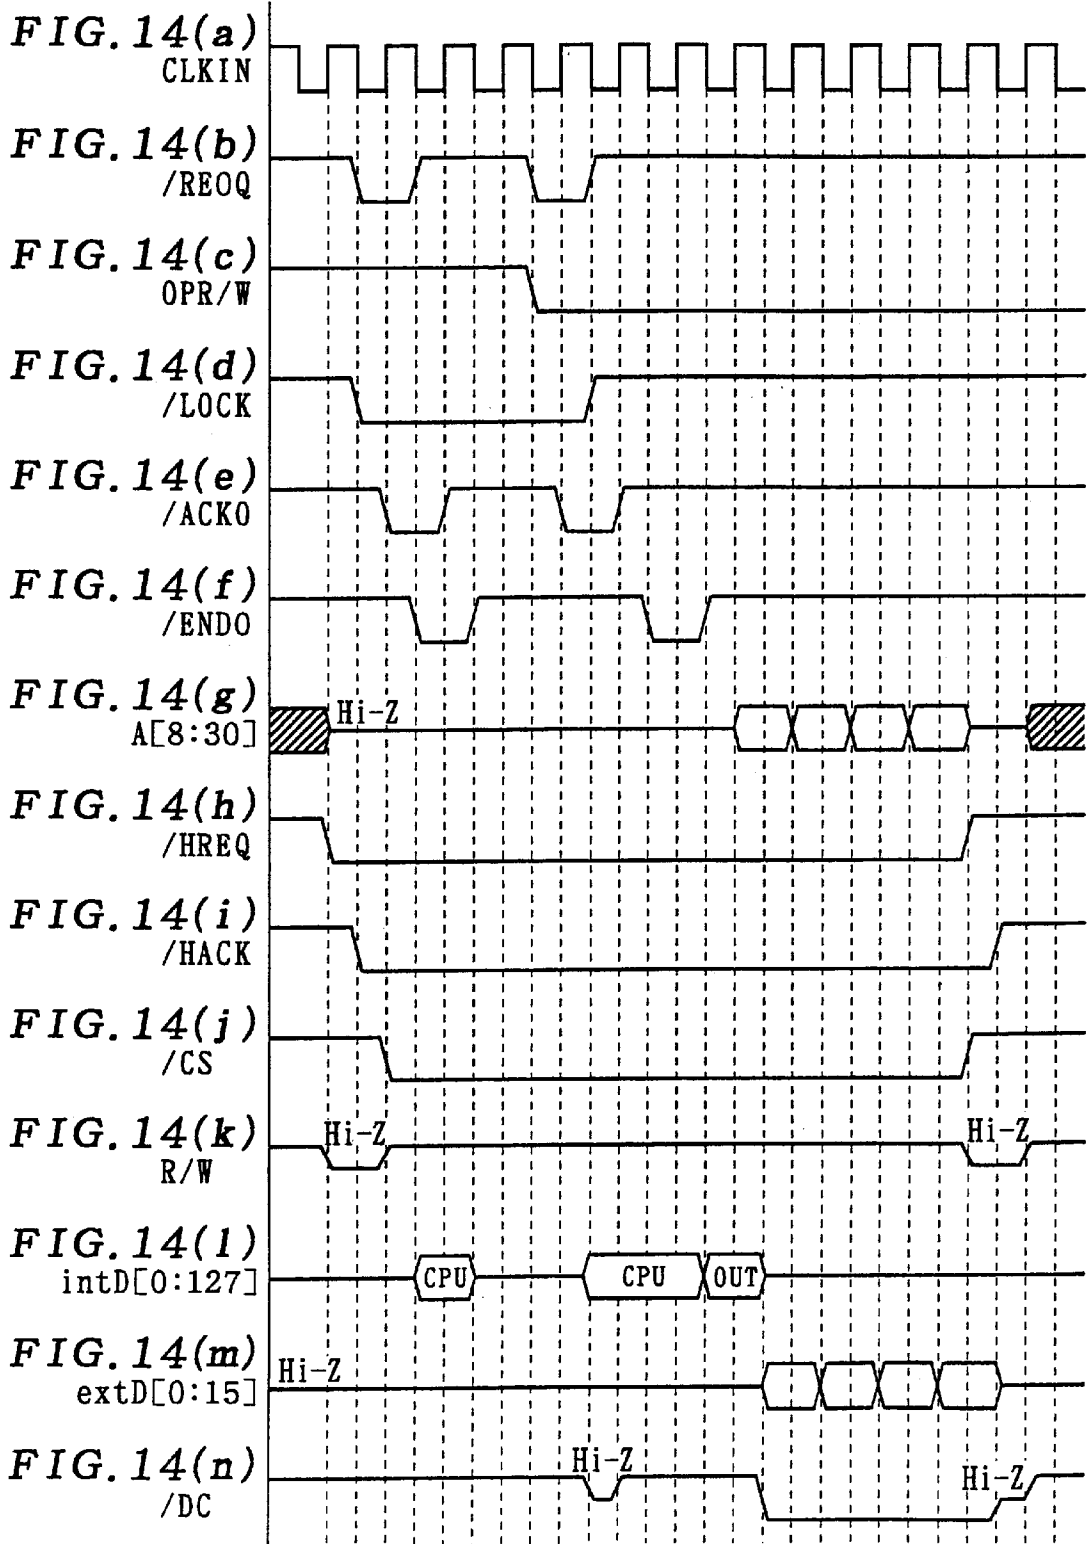 FIG.14(a)
CLKIN
FIG.14(b)
/REOQ
FIG.14(c)
OPR/W
FIG.14(d)
/LOCK
FIG.14(e)
/ACKO
FIG.14(f)
/ENDO
FIG.14(g)
A[8:30]
Hi-Z
FIG.14(h)
/HREQ
FIG.14(i)
/HACK
FIG.14(j)
/CS
FIG.14(k)
R/W
Hi-Z Hi-Z
FIG.14(l)
intD[0:127]
CPU CPU OUT
FIG.14(m)
extD[0:15]
Hi-Z
FIG.14(n)
/DC
Hi-Z Hi-Z